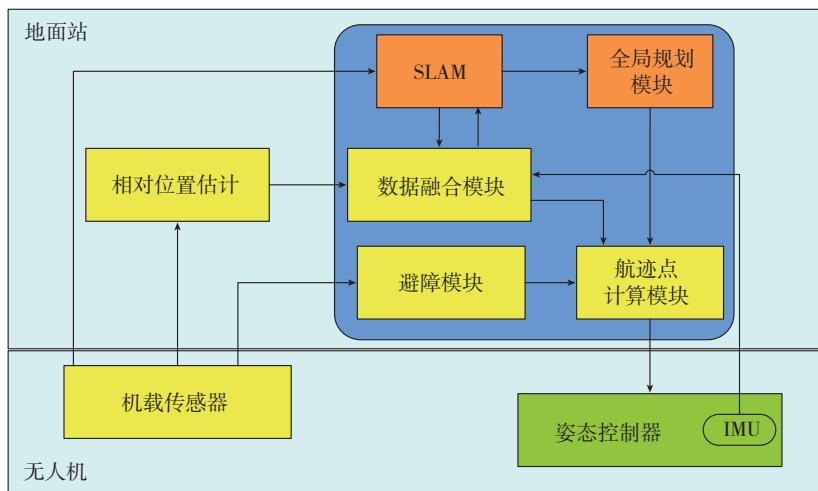 地面站
SLAM
全局规划
模块
相对位置估计
数据融合模块
避障模块
航迹点
计算模块
机载传感器
姿态控制器
IMU
无人机